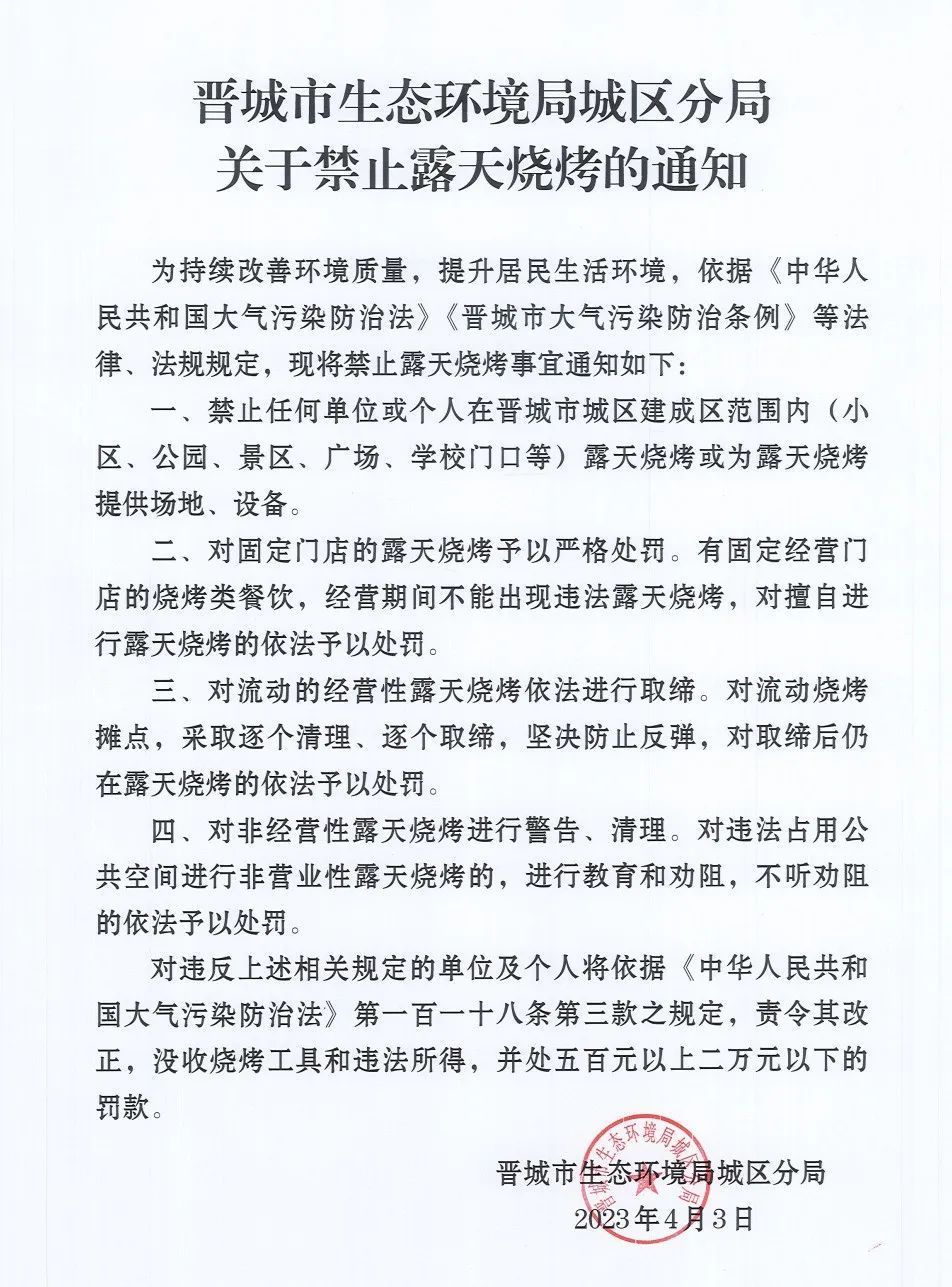 晋城市生态环境局城区分局
关于禁止露天烧烤的通知
为持续改善环境质量，提升居民生活环境，依据《中华人
民共和国大气污染防治法》《晋城市大气污染防治条例》等法
律、法规规定，现将禁止露天烧烤事宜通知如下：
一、禁止任何单位或个人在晋城市城区建成区范围内（小
区、公园、景区、广场、学校门口等）露天烧烤或为露天烧烤
提供场地、设备。
二、对固定门店的露天烧烤予以严格处罚。有固定经营门
店的烧烤类餐饮，经营期间不能出现违法露天烧烤，对擅自进
行露天烧烤的依法予以处罚。
三、对流动的经营性露天烧烤依法进行取缔。对流动烧烤
摊点，采取逐个清理、逐个取缔，坚决防止反弹，对取缔后仍
在露天烧烤的依法予以处罚。
四、对非经营性露天烧烤进行警告、清理。对违法占用公
共空间进行非营业性露天烧烤的，进行教育和劝阻，不听劝阻
的依法予以处罚。
对违反上述相关规定的单位及个人将依据《中华人民共和
国大气污染防治法》第一百一十八条第三款之规定，责令其改
正，没收烧烤工具和违法所得，并处五百元以上二万元以下的
罚款。
晋城市生态环境局城区分局
2023年4月3日
晋城市生态环境局城区分局